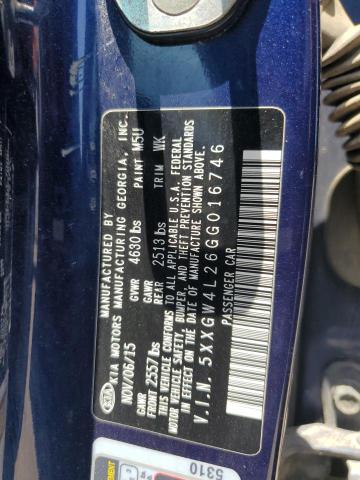 MANUFACTURED BY
KIA KIA MOTORS MANUFACTURING GEORGIA, INC.
NOV/06/15 GVWR 4630 lbs PAINT M5U
GAWR FRONT 2557 lbs GAWR REAR 2513 lbs TRIM WK
THIS VEHICLE CONFORMS TO ALL APPLICABLE U.S.A. FEDERAL
MOTOR VEHICLE SAFETY, BUMPER, AND THEFT PREVENTION STANDARDS
IN EFFECT ON THE DATE OF MANUFACTURE SHOWN ABOVE.
V.I.N. 5XXGW4L26GG016746
PASSENGER CAR
5310